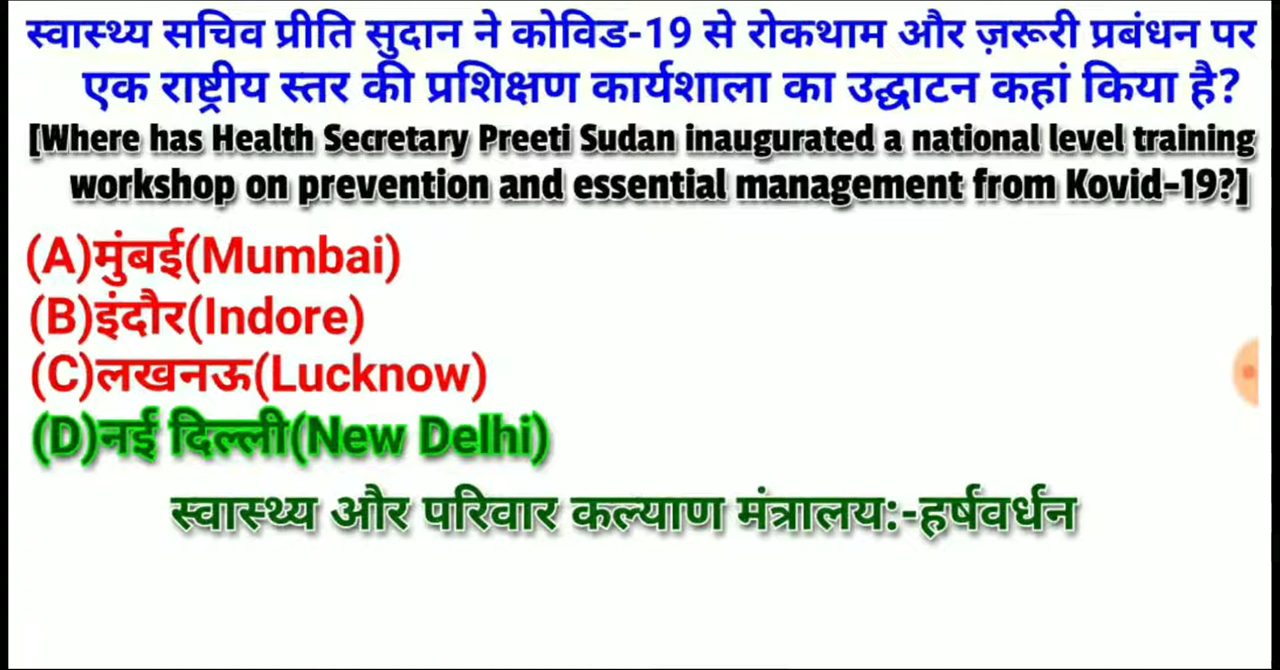 स्वास्थ्य सचिव प्रीति सुदान ने कोविड-19 से रोकथाम और ज़रूरी प्रबंधन पर
एक राष्ट्रीय स्तर की प्रशिक्षण कार्यशाला का उद्घाटन कहां किया है?
[Where has Health Secretary Preeti Sudan inaugurated a national level training
workshop on prevention and essential management from Kovid-19?]
(A)मुंबई(Mumbai)
(B)इंदौर(Indore)
(C)लखनऊ(Lucknow)
(D)नई दिल्ली(New Delhi)
स्वास्थ्य और परिवार कल्याण मंत्रालय:-हर्षवर्धन